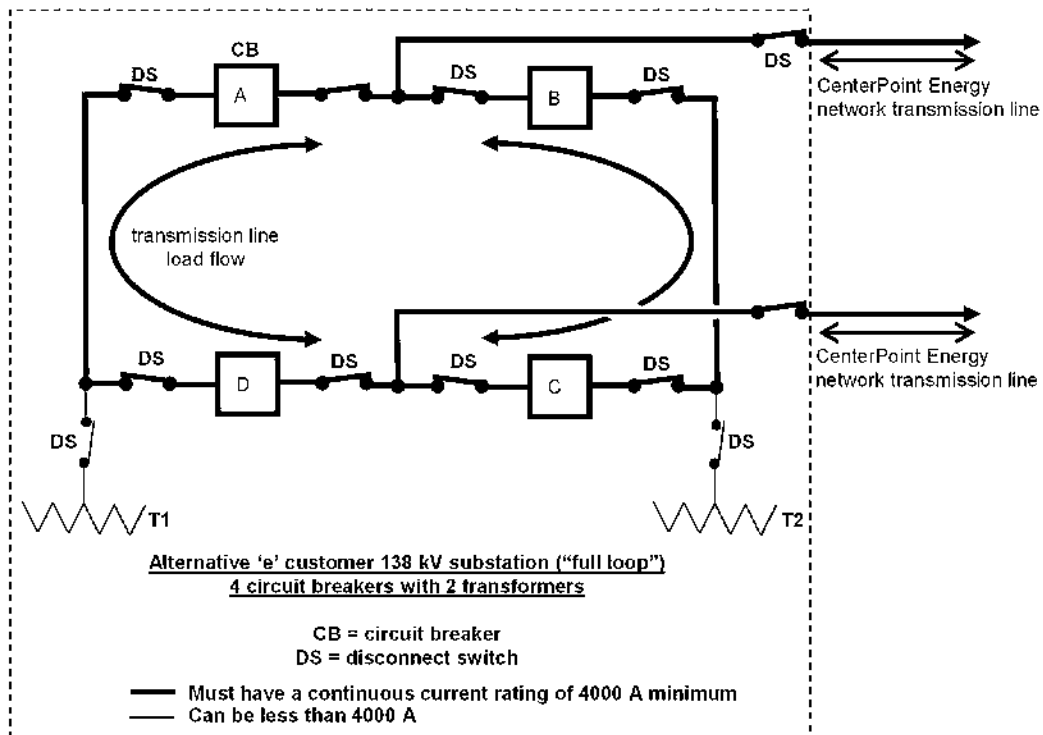 CB
DS
A
DS
B
DS
DS
CenterPoint Energy
network transmission line
transmission line
load flow
DS
D
DS
DS
C
DS
CenterPoint Energy
network transmission line
DS
DS
T1
T2
Alternative ‘e’ customer 138 kV substation (“full loop”)
4 circuit breakers with 2 transformers
CB = circuit breaker
DS = disconnect switch
Must have a continuous current rating of 4000 A minimum
Can be less than 4000 A